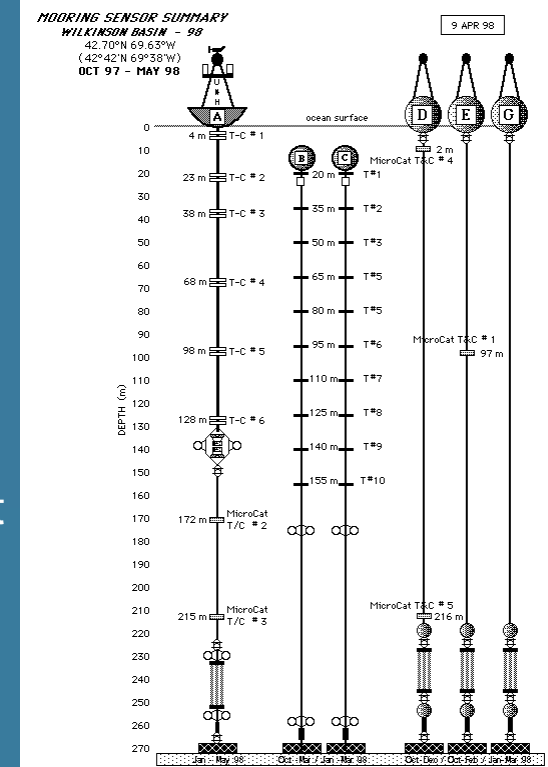 MOORING SENSOR SUMMARY
WILKINSON BASIN - 98
42.70°N 69.63°W
(42°42'N 69°38'W)
OCT 97 - MAY 98
9 APR 98
U
N
H
A
B
C
D
E
G
ocean surface
DEPTH (m)
0
10
20
30
40
50
60
70
80
90
100
110
120
130
140
150
160
170
180
190
200
210
220
230
240
250
260
270
4 m T-C # 1
23 m T-C # 2
38 m T-C # 3
68 m T-C # 4
98 m T-C # 5
128 m T-C # 6
172 m MicroCat
T/C # 2
215 m MicroCat
T/C # 3
20 m T#1
35 m T#2
50 m T#3
65 m T#5
80 m T#5
95 m T#6
110 m T#7
125 m T#8
140 m T#9
155 m T#10
2 m
MicroCat T&C # 4
MicroCat T&C # 1
97 m
MicroCat T&C # 5
216 m
Jan - May 98
Oct - Mar / Jan - Mar 98
Oct-Dec / Oct-Feb / Jan-Mar 98